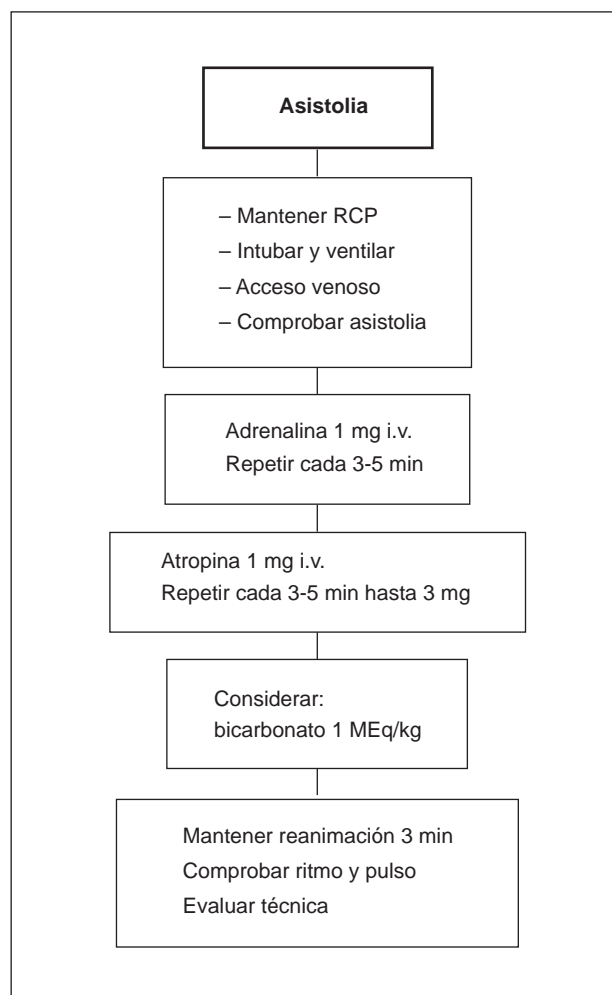 Asistolia
– Mantener RCP
– Intubar y ventilar
– Acceso venoso
– Comprobar asistolia
Adrenalina 1 mg i.v.
Repetir cada 3-5 min
Atropina 1 mg i.v.
Repetir cada 3-5 min hasta 3 mg
Considerar:
bicarbonato 1 MEq/kg
Mantener reanimación 3 min
Comprobar ritmo y pulso
Evaluar técnica